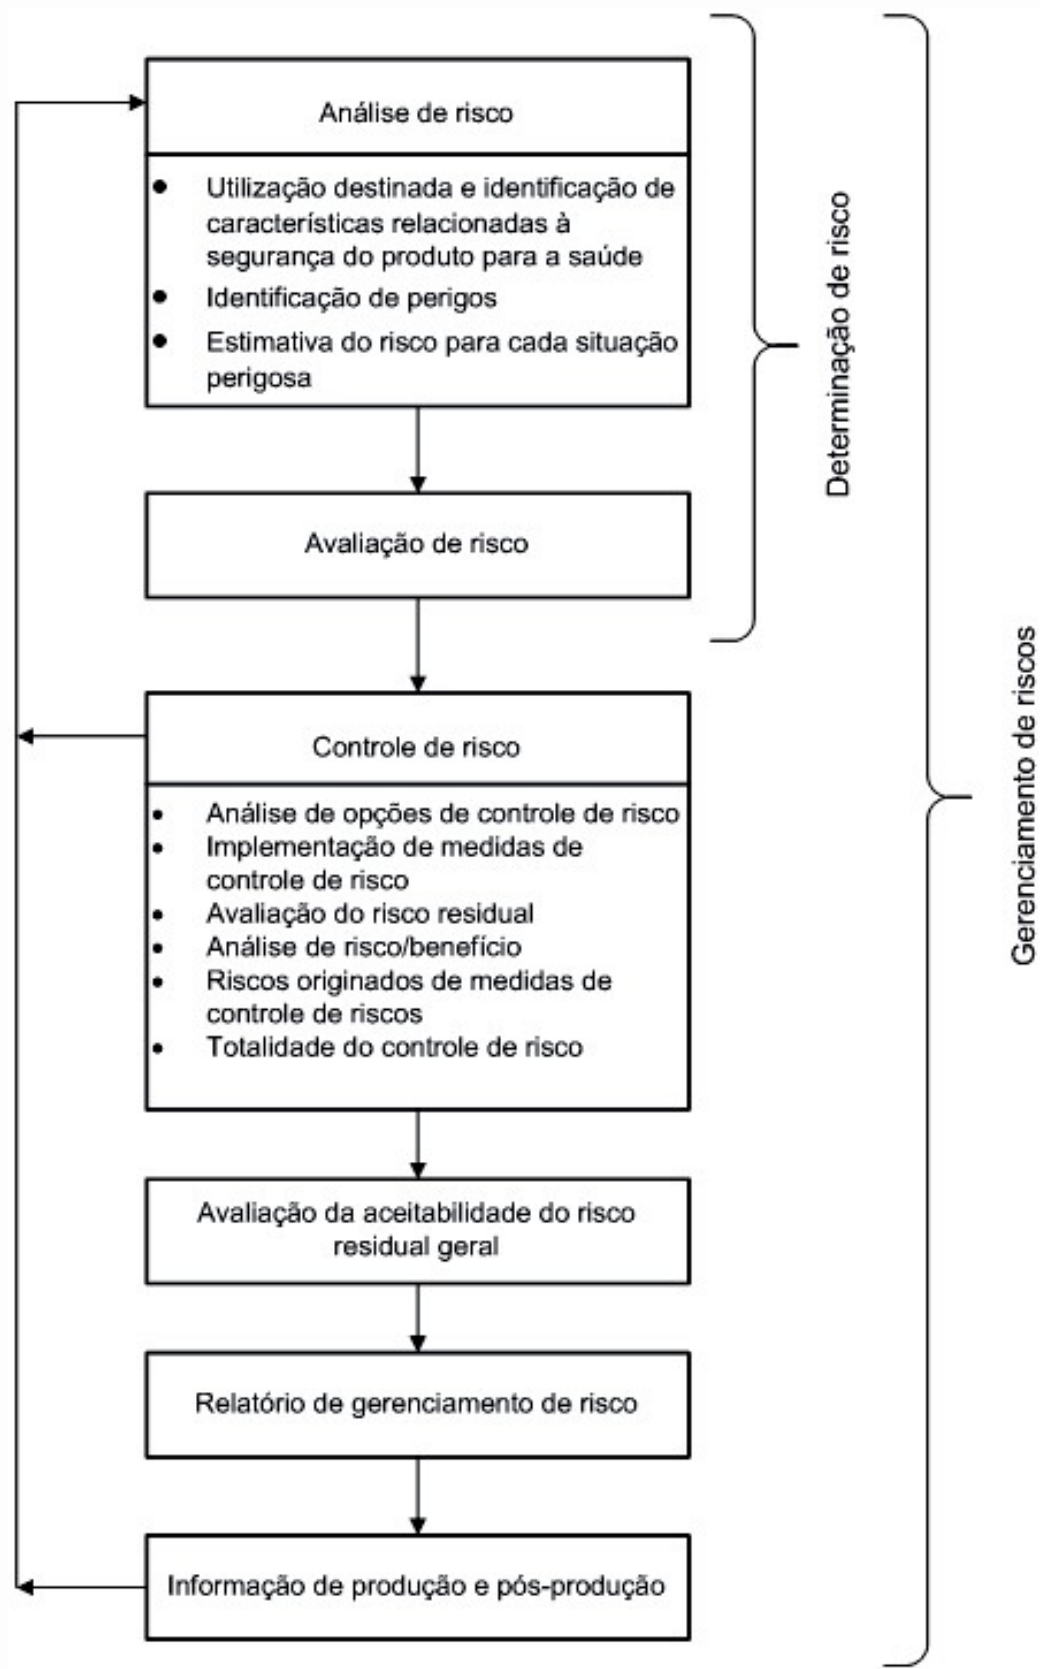 Análise de risco
● Utilização destinada e identificação de
características relacionadas à
segurança do produto para a saúde
● Identificação de perigos
● Estimativa do risco para cada situação
perigosa
Avaliação de risco
Determinação de risco
Controle de risco
• Análise de opções de controle de risco
• Implementação de medidas de
controle de risco
• Avaliação do risco residual
• Análise de risco/benefício
• Riscos originados de medidas de
controle de riscos
• Totalidade do controle de risco
Avaliação da aceitabilidade do risco
residual geral
Relatório de gerenciamento de risco
Informação de produção e pós-produção
Gerenciamento de riscos